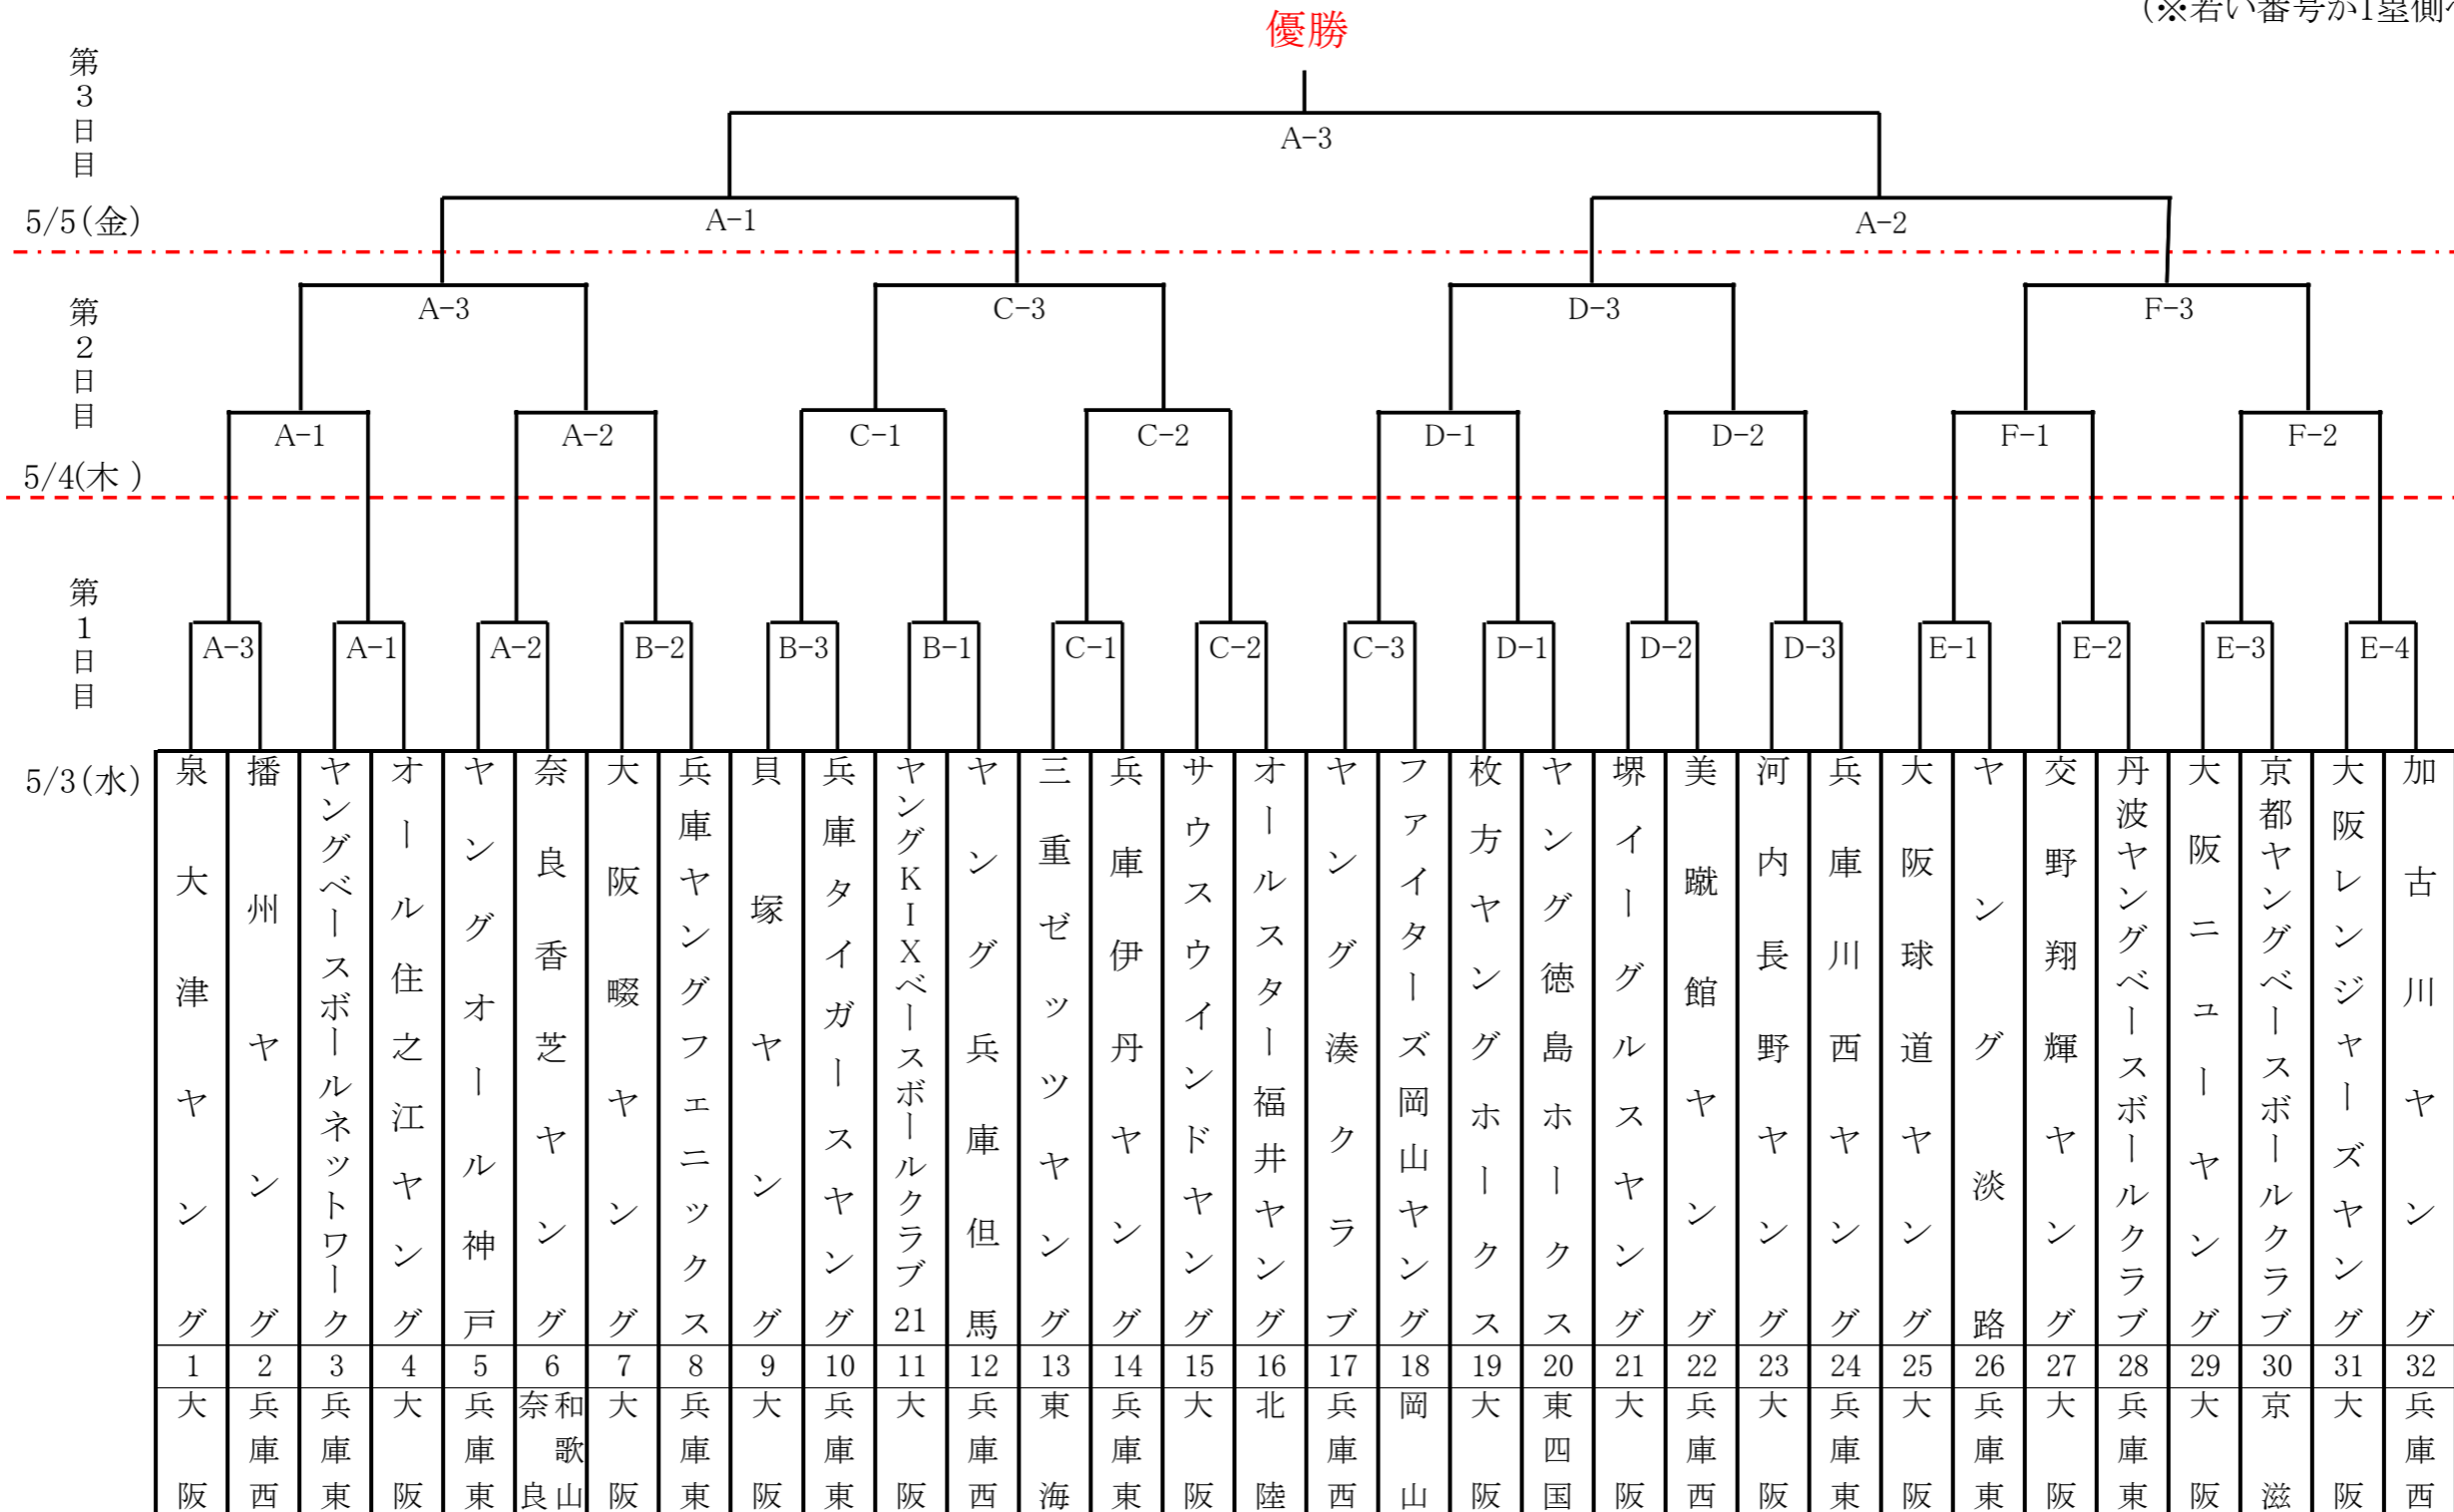 (※若い番号が1塁側ベ
優勝
第3日目
A-3
5/5(金)
A-1
A-2
第2日目
A-3
C-3
D-3
F-3
A-1
A-2
C-1
C-2
D-1
D-2
F-1
F-2
5/4(木)
第1日目
A-3
A-1
A-2
B-2
B-3
B-1
C-1
C-2
C-3
D-1
D-2
D-3
E-1
E-2
E-3
E-4
5/3(水)
泉大津ヤング
播州ヤング
ヤングベースボールネットワーク
オール住之江ヤング
ヤングオール神戸
奈良香芝ヤング
大阪畷ヤング
兵庫ヤングフェニックス
貝塚ヤング
兵庫タイガースヤング
ヤングKIXベースボールクラブ21
ヤング兵庫但馬
三重ゼッツヤング
兵庫伊丹ヤング
サウスウインドヤング
オールスター福井ヤング
ヤング湊クラブ
ファイターズ岡山ヤング
枚方ヤングホークス
ヤング徳島ホークス
堺イーグルスヤング
美蹴館ヤング
河内長野ヤング
兵庫川西ヤング
大阪球道ヤング
ヤング淡路
交野翔輝ヤング
丹波ヤングベースボールクラブ
大阪ニューヤング
京都ヤングベースボールクラブ
大阪レンジャーズヤング
加古川ヤング
1 2 3 4 5 6 7 8 9 10 11 12 13 14 15 16 17 18 19 20 21 22 23 24 25 26 27 28 29 30 31 32
大阪
兵庫西
兵庫東
大阪
兵庫東
和歌山
奈良
大阪
兵庫東
大阪
兵庫東
大阪
兵庫西
東海
兵庫東
大阪
北陸
兵庫西
岡山
大阪
東四国
大阪
兵庫西
大阪
兵庫東
大阪
兵庫東
大阪
兵庫東
大阪
京滋
大阪
兵庫西